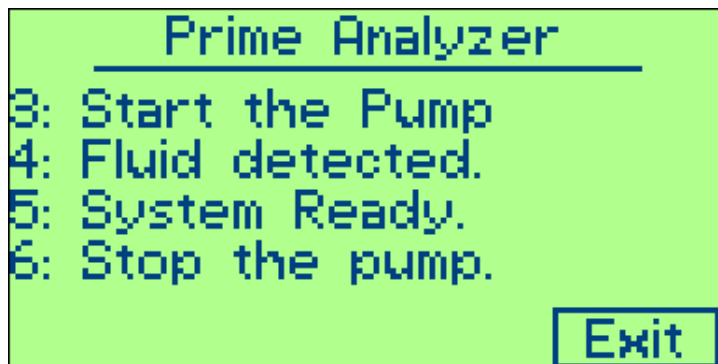 Prime Analyzer
3: Start the Pump
4: Fluid detected.
5: System Ready.
6: Stop the pump.
Exit